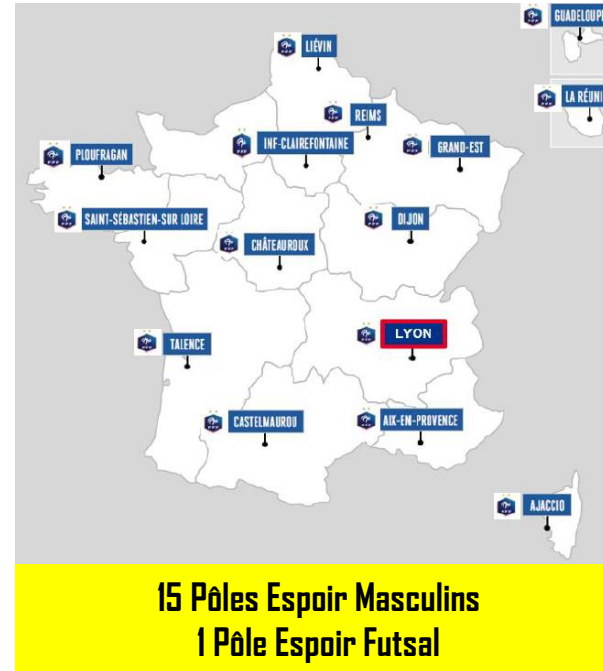 GUADELOUPE
LIÉVIN
LA RÉUNI
REIMS
INF-CLAIREFONTAINE
GRAND-EST
PLOUFRAGAN
SAINT-SÉBASTIEN-SUR LOIRE
DIJON
CHÂTEAUROUX
LYON
TALENCE
CASTELMAUROU
AIX-EN-PROVENCE
AJACCIO
15 Pôles Espoir Masculins
1 Pôle Espoir Futsal